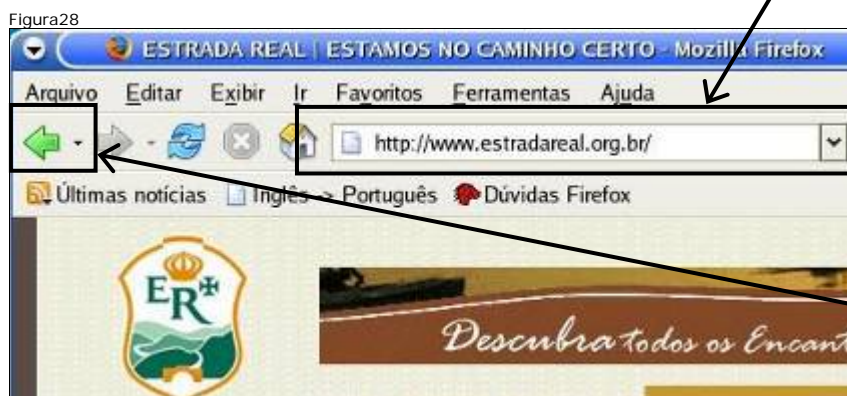 Figura28
ESTRADA REAL | ESTAMOS NO CAMINHO CERTO - Mozilla Firefox
Arquivo Editar Exibir Ir Favoritos Ferramentas Ajuda
http://www.estradareal.org.br/
Últimas notícias Inglês -> Português Dúvidas Firefox
ER
Descubra todos os Encant